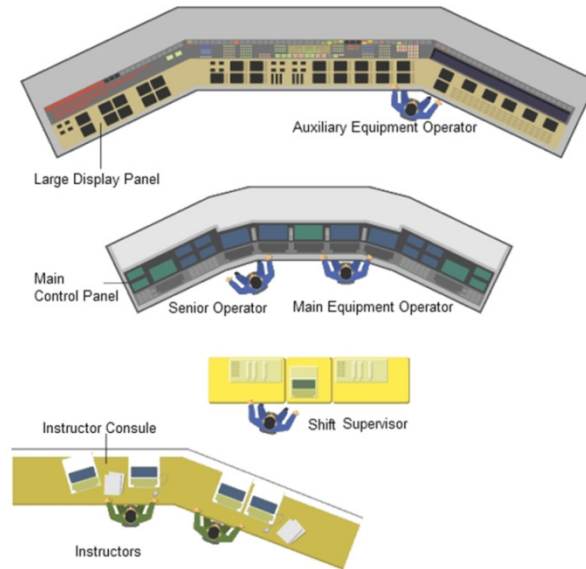 Auxiliary Equipment Operator
Large Display Panel
Main
Control Panel
Senior Operator
Main Equipment Operator
Instructor Consule
Shift Supervisor
Instructors